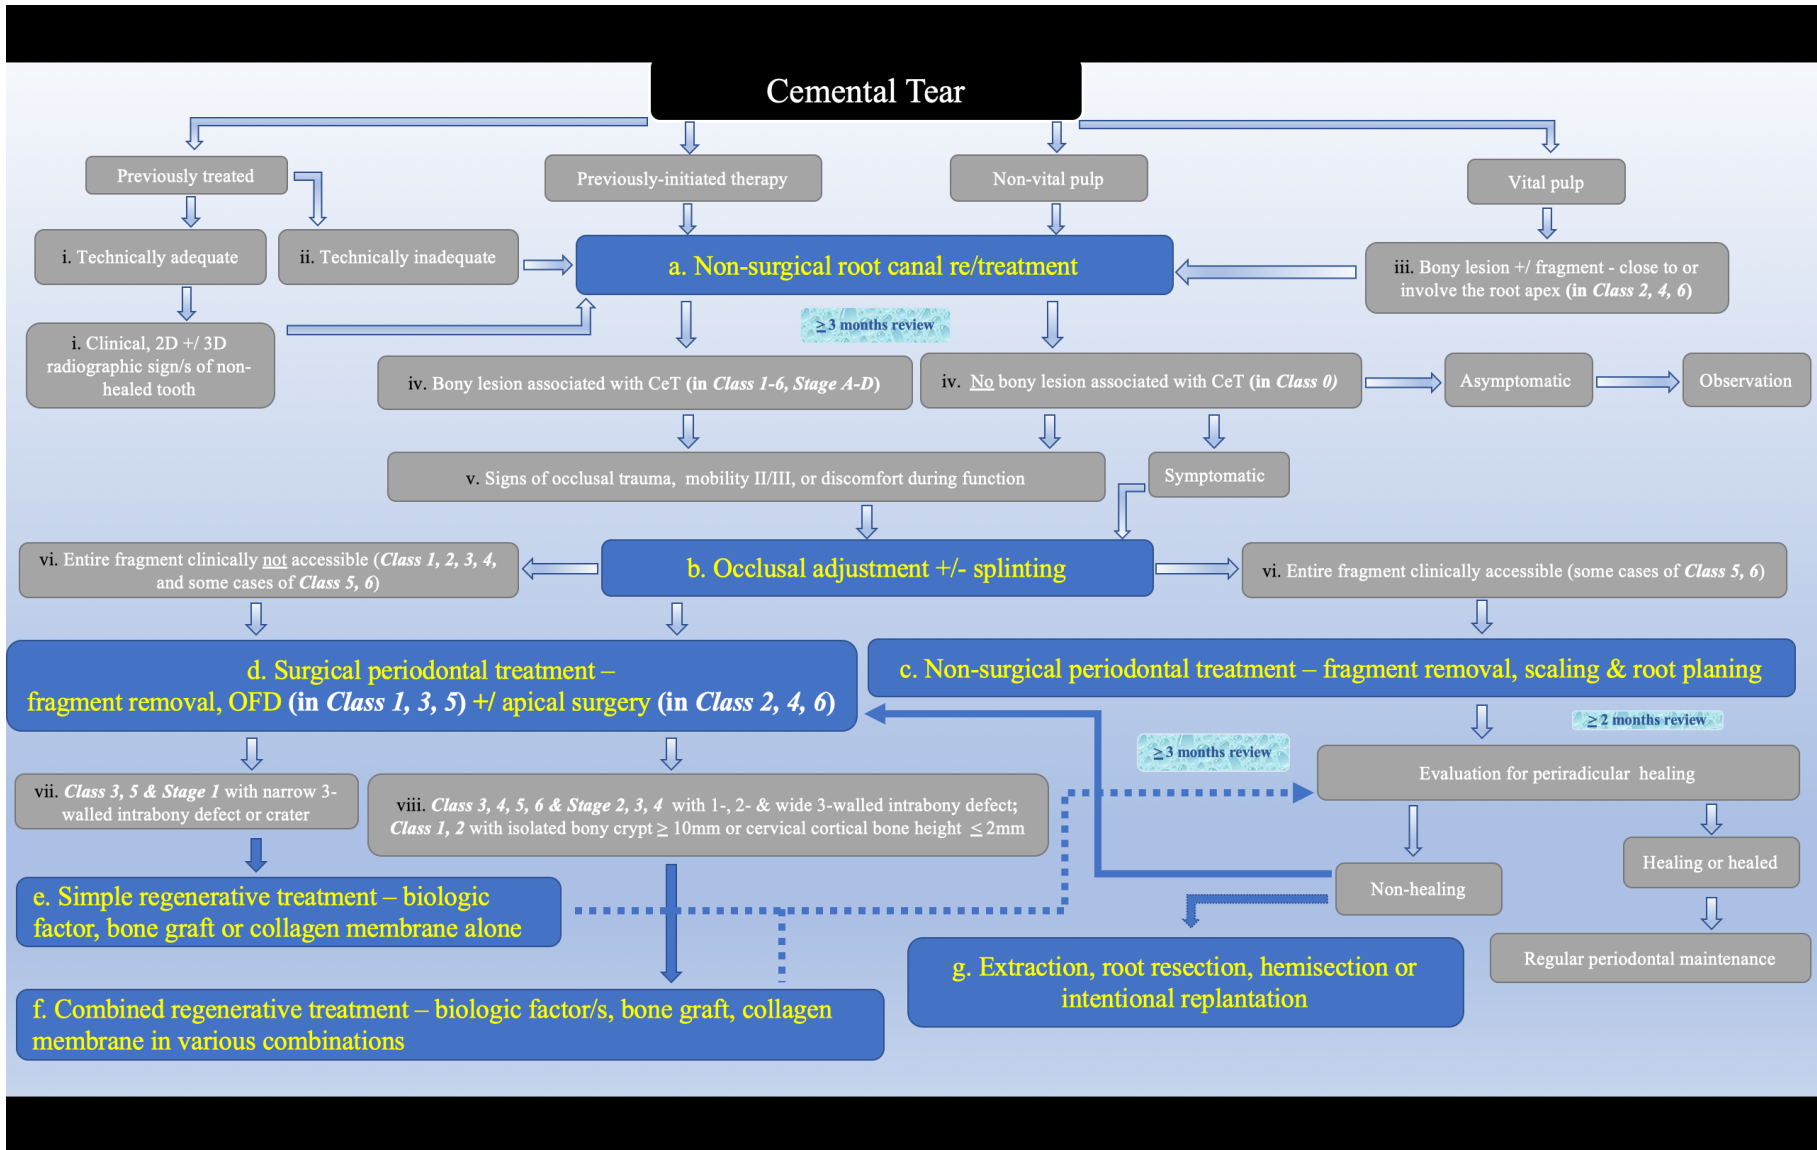 Cemental Tear
Previously treated
Previously-initiated therapy
Non-vital pulp
Vital pulp
i. Technically adequate
ii. Technically inadequate
a. Non-surgical root canal re/treatment
iii. Bony lesion +/ fragment - close to or
involve the root apex (in Class 2, 4, 6)
i. Clinical, 2D +/ 3D
radiographic sign/s of non-
healed tooth
≥ 3 months review
iv. Bony lesion associated with CeT (in Class 1-6, Stage A-D)
iv. No bony lesion associated with CeT (in Class 0)
Asymptomatic
Observation
v. Signs of occlusal trauma, mobility II/III, or discomfort during function
Symptomatic
vi. Entire fragment clinically not accessible (Class 1, 2, 3, 4,
and some cases of Class 5, 6)
b. Occlusal adjustment +/- splinting
vi. Entire fragment clinically accessible (some cases of Class 5, 6)
d. Surgical periodontal treatment –
fragment removal, OFD (in Class 1, 3, 5) +/ apical surgery (in Class 2, 4, 6)
c. Non-surgical periodontal treatment – fragment removal, scaling & root planing
≥ 2 months review
≥ 3 months review
Evaluation for periradicular healing
vii. Class 3, 5 & Stage 1 with narrow 3-
walled intrabony defect or crater
viii. Class 3, 4, 5, 6 & Stage 2, 3, 4 with 1-, 2- & wide 3-walled intrabony defect;
Class 1, 2 with isolated bony crypt ≥ 10mm or cervical cortical bone height ≤ 2mm
Healing or healed
Non-healing
e. Simple regenerative treatment – biologic
factor, bone graft or collagen membrane alone
Regular periodontal maintenance
g. Extraction, root resection, hemisection or
intentional replantation
f. Combined regenerative treatment – biologic factor/s, bone graft, collagen
membrane in various combinations